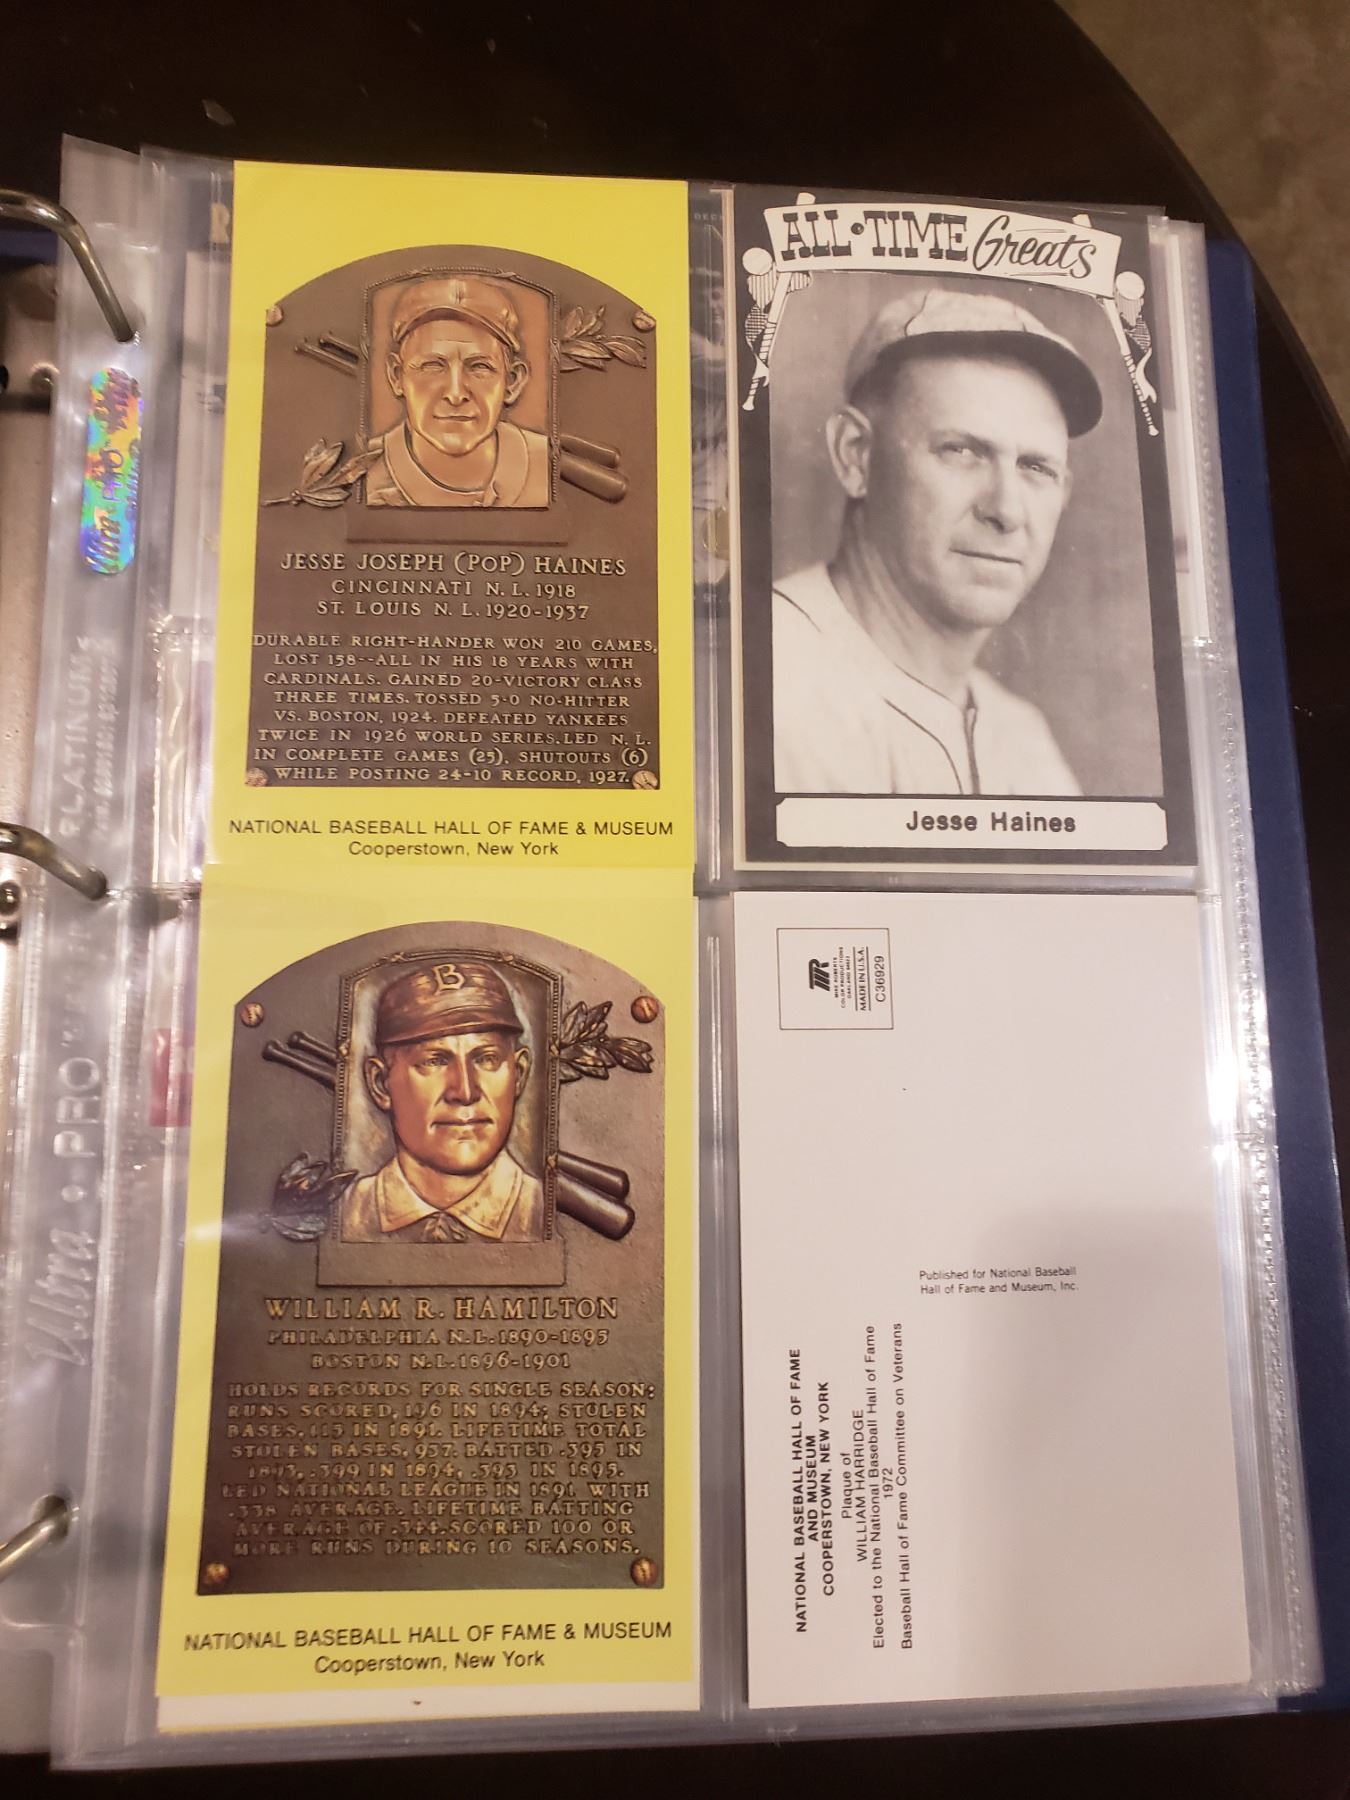 JESSE JOSEPH (POP) HAINES
CINCINNATI N. L. 1918
ST. LOUIS N. L. 1920-1937
DURABLE RIGHT-HANDER WON 210 GAMES,
LOST 158--ALL IN HIS 18 YEARS WITH
CARDINALS. GAINED 20-VICTORY CLASS
THREE TIMES. TOSSED 5-0 NO-HITTER
VS. BOSTON, 1924. DEFEATED YANKEES
TWICE IN 1926 WORLD SERIES. LED N. L.
IN COMPLETE GAMES (25), SHUTOUTS (6)
WHILE POSTING 24-10 RECORD, 1927.
NATIONAL BASEBALL HALL OF FAME & MUSEUM
Cooperstown, New York
ALL·TIME Greats
Jesse Haines
B
WILLIAM R. HAMILTON
PHILADELPHIA N.L. 1890-1895
BOSTON N.L. 1896-1901
HOLDS RECORDS FOR SINGLE SEASON:
RUNS SCORED, 196 IN 1894; STOLEN
BASES, 115 IN 1891. LIFETIME TOTAL
STOLEN BASES, 937. BATTED .395 IN
1893, .399 IN 1894, .393 IN 1895.
LED NATIONAL LEAGUE IN 1891 WITH
.338 AVERAGE. LIFETIME BATTING
AVERAGE OF .344. SCORED 100 OR
MORE RUNS DURING 10 SEASONS.
NATIONAL BASEBALL HALL OF FAME & MUSEUM
Cooperstown, New York
MIKE ROBERTS
COLOR PRODUCTIONS
OAKLAND 94623
MADE IN U.S.A.
C36929
Published for National Baseball
Hall of Fame and Museum, Inc.
NATIONAL BASEBALL HALL OF FAME
AND MUSEUM
COOPERSTOWN, NEW YORK
Plaque of
WILLIAM HARRIDGE
Elected to the National Baseball Hall of Fame
1972
Baseball Hall of Fame Committee on Veterans
Ultra·PRO
PLATINUM